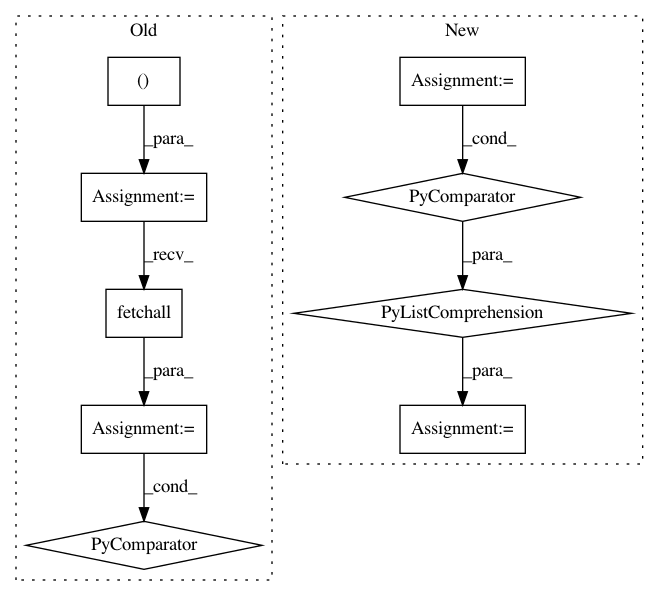 Old
()
_para_
Assignment:=
_recv_
fetchall
_para_
Assignment:=
_cond_
PyComparator
New
Assignment:=
_cond_
PyComparator
_para_
PyListComprehension
_para_
Assignment:=